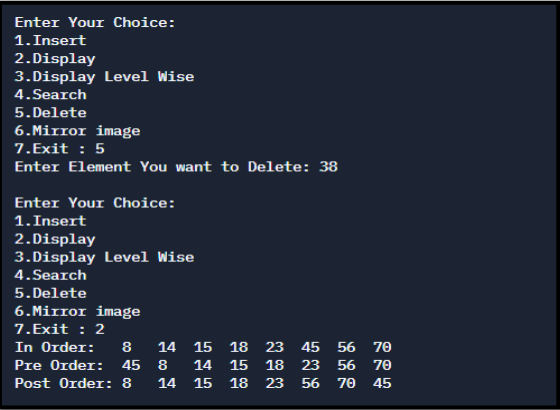 Enter Your Choice:
1.Insert
2.Display
3.Display Level Wise
4.Search
5.Delete
6.Mirror image
7.Exit : 5
Enter Element You want to Delete: 38
Enter Your Choice:
1.Insert
2.Display
3.Display Level Wise
4.Search
5.Delete
6.Mirror image
7.Exit : 2
In Order:   8   14  15  18  23  45  56  70
Pre Order:  45  8   14  15  18  23  56  70
Post Order: 8   14  15  18  23  56  70  45